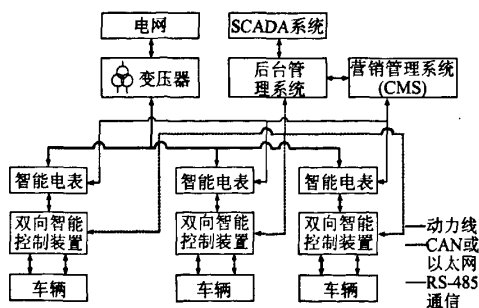 电网
SCADA系统
变压器
后台管
理系统
营销管理系统
(CMS)
智能电表
智能电表
智能电表
双向智能
控制装置
双向智能
控制装置
双向智能
控制装置
车辆
车辆
车辆
动力线
CAN或
以太网
RS-485
通信